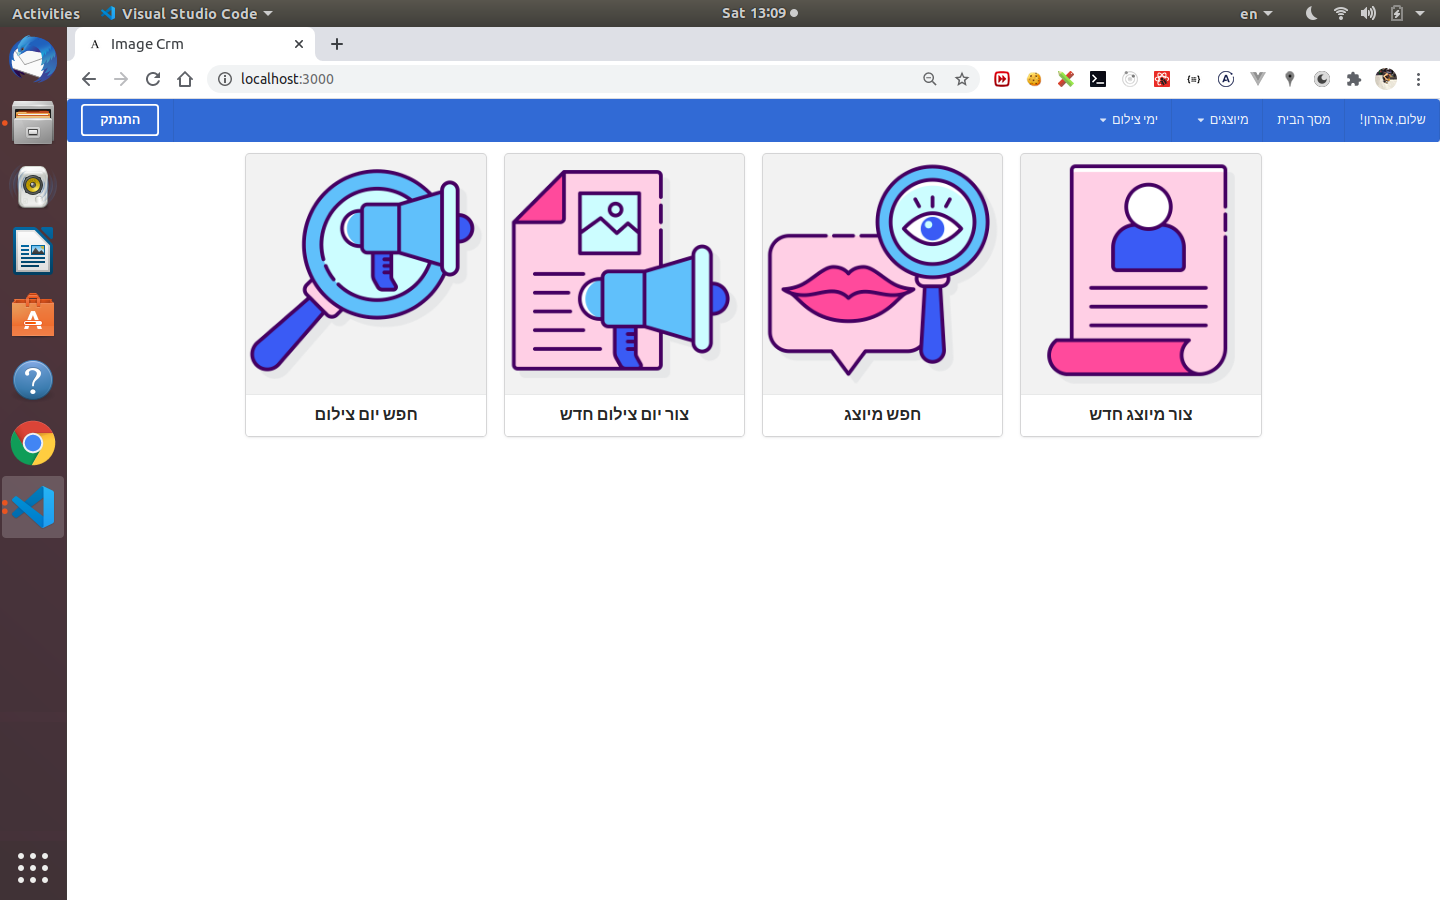 Activities
Visual Studio Code
Sat 13:09
en
Image Crm
localhost:3000
שלום, אהרון!
מסך הבית
מיוצגים
ימי צילום
התנתק
צור מיוצג חדש
חפש מיוצג
צור יום צילום חדש
חפש יום צילום